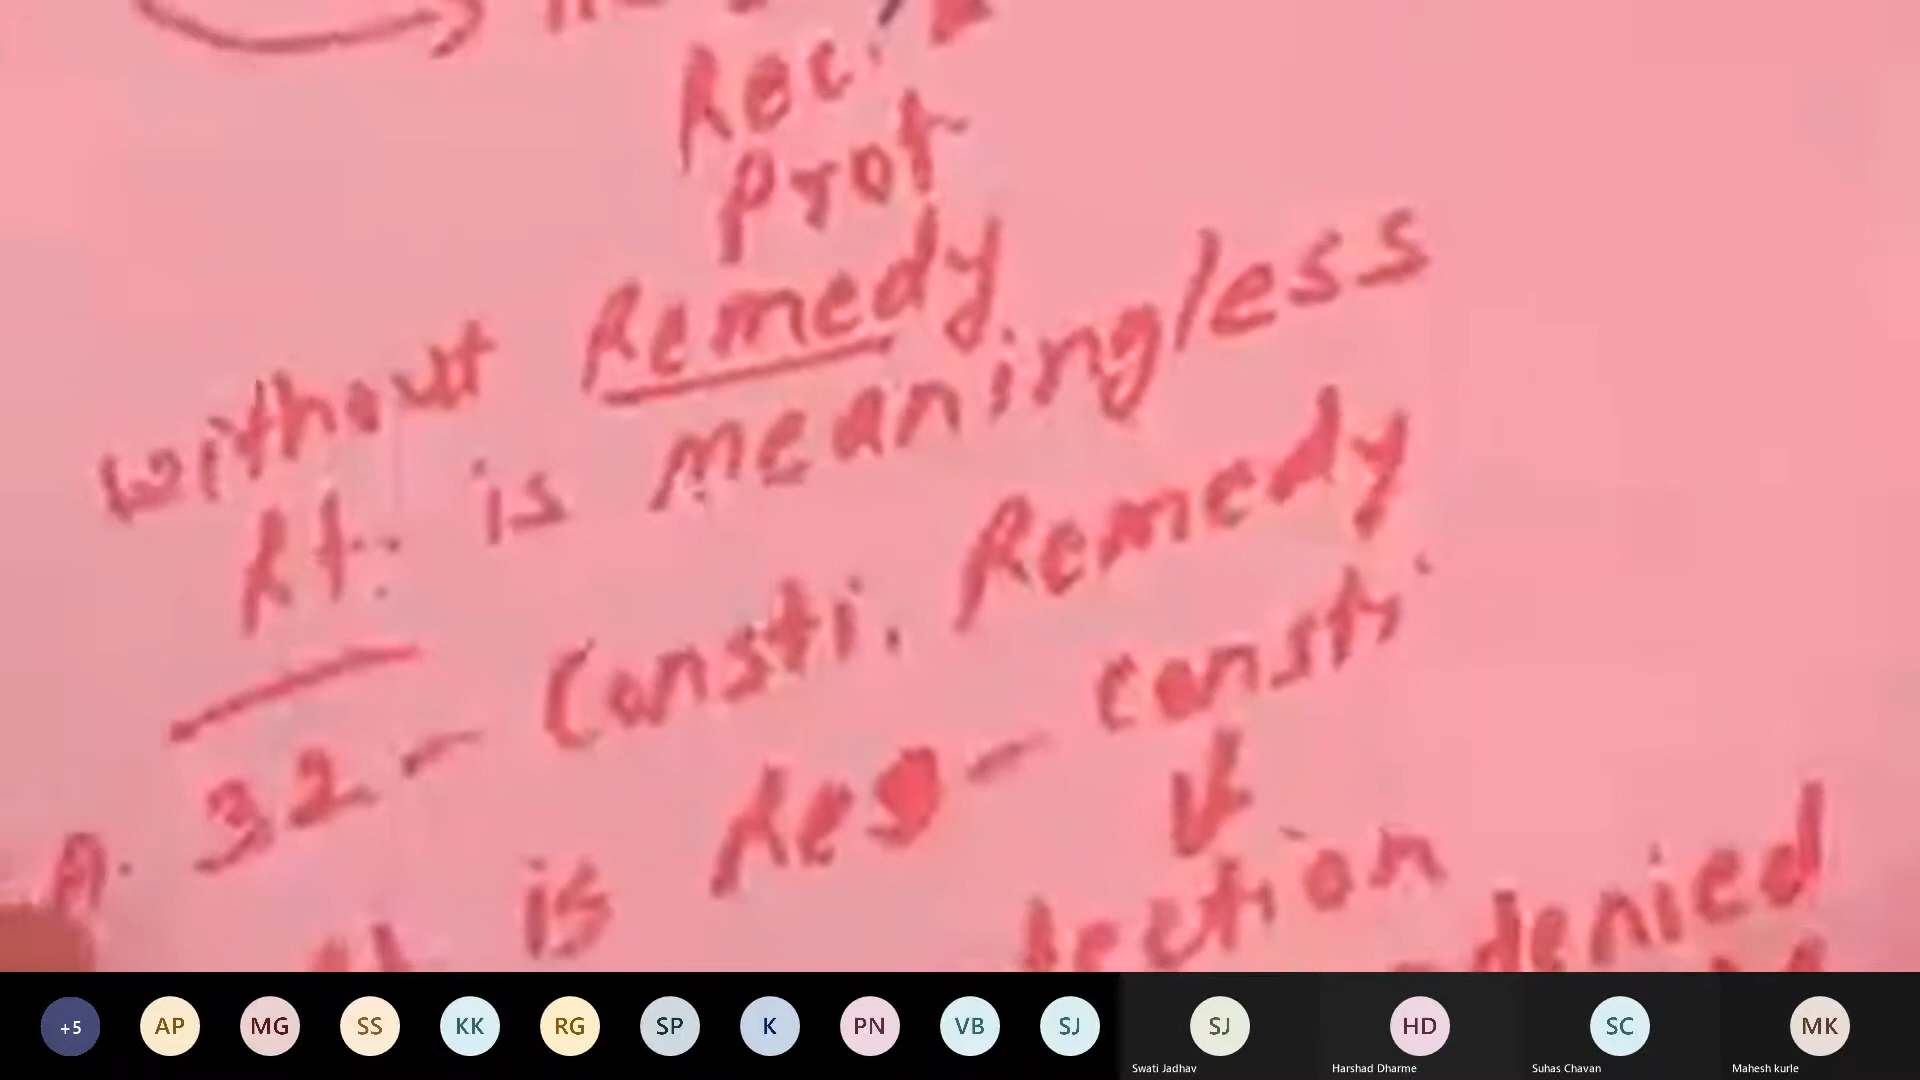 Rec.
Prot
without Remedy
Rt. is meaningless
A. 32 - Consti. Remedy
is Res - consti
denied
+5 AP MG SS KK RG SP K PN VB SJ SJ HD SC MK
Swati Jadhav Harshad Dharme Suhas Chavan Mahesh kurle